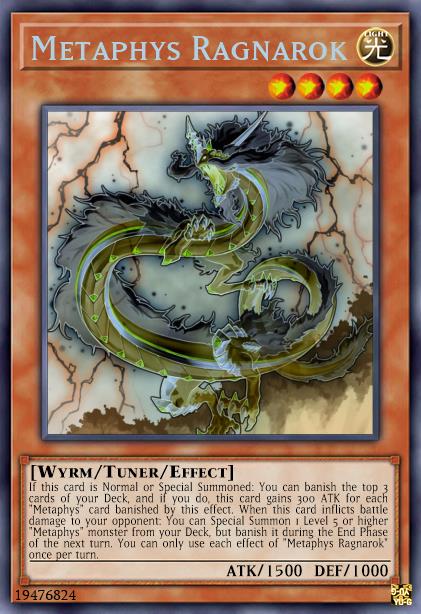 METAPHYS RAGNAROK
LIGHT
光
[WYRM/TUNER/EFFECT]
If this card is Normal or Special Summoned: You can banish the top 3
cards of your Deck, and if you do, this card gains 300 ATK for each
"Metaphys" card banished by this effect. When this card inflicts battle
damage to your opponent: You can Special Summon 1 Level 5 or higher
"Metaphys" monster from your Deck, but banish it during the End Phase
of the next turn. You can only use each effect of "Metaphys Ragnarok"
once per turn.
ATK/1500 DEF/1000
19476824